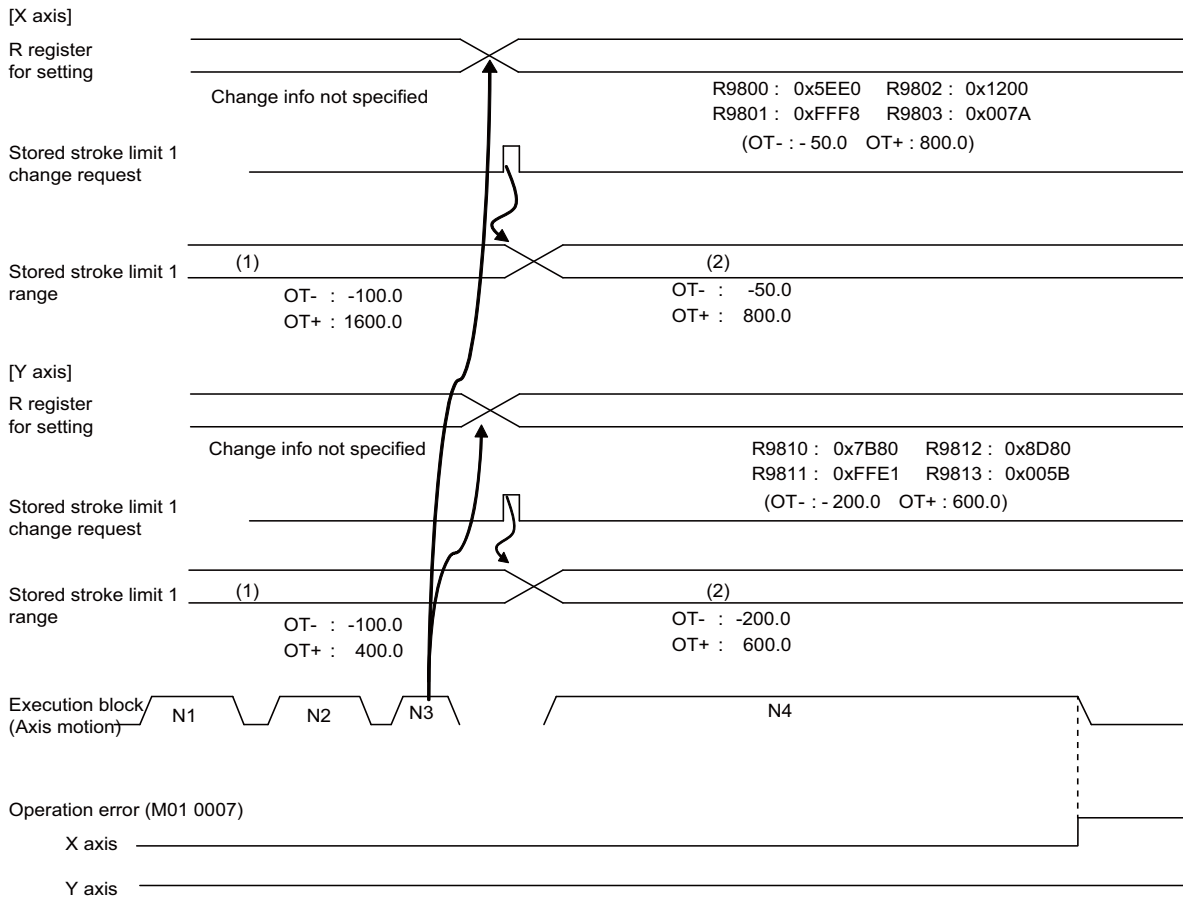 [X axis]
R register
for setting
Change info not specified
R9800 : 0x5EE0 R9802 : 0x1200
R9801 : 0xFFF8 R9803 : 0x007A
(OT- : - 50.0 OT+ : 800.0)
Stored stroke limit 1
change request
Stored stroke limit 1
range
(1)
(2)
OT- : -100.0
OT+ : 1600.0
OT- : -50.0
OT+ : 800.0
[Y axis]
R register
for setting
Change info not specified
R9810 : 0x7B80 R9812 : 0x8D80
R9811 : 0xFFE1 R9813 : 0x005B
(OT- : - 200.0 OT+ : 600.0)
Stored stroke limit 1
change request
Stored stroke limit 1
range
(1)
(2)
OT- : -100.0
OT+ : 400.0
OT- : -200.0
OT+ : 600.0
Execution block
(Axis motion)
N1
N2
N3
N4
Operation error (M01 0007)
X axis
Y axis